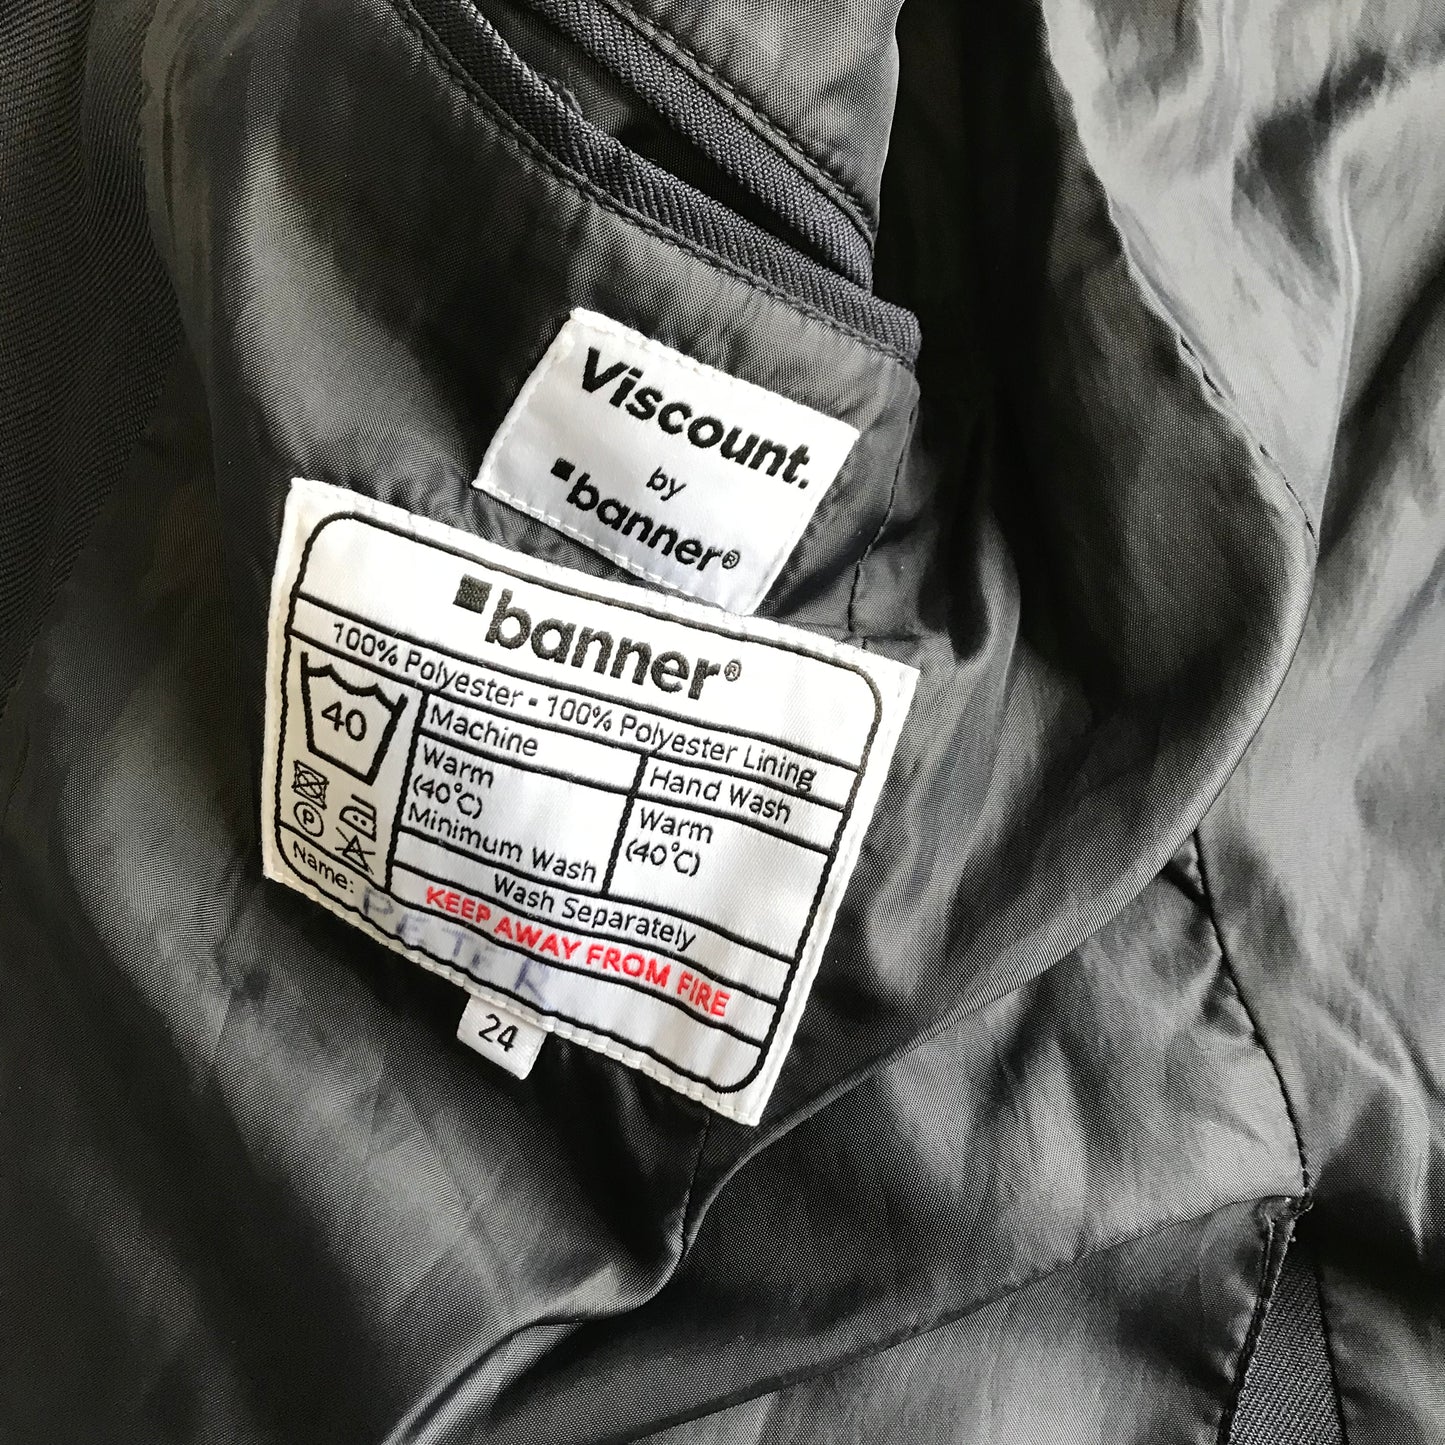 Viscount.
by
banner®
banner®
100% Polyester - 100% Polyester Lining
40
Machine
Warm
(40°C)
Minimum Wash
Hand Wash
Warm
(40°C)
P
Wash Separately
KEEP AWAY FROM FIRE
Name: PETER
24